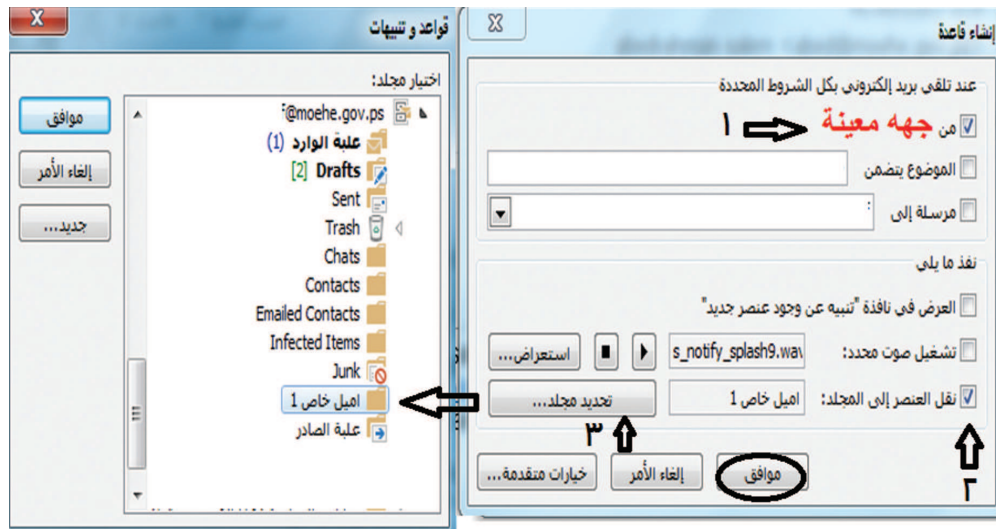 إنشاء قاعدة
عند تلقي بريد إلكتروني بكل الشروط المحددة
من جهه معينة ١
الموضوع يتضمن
مرسلة إلى :
نفذ ما يلي
العرض في نافذة "تنبيه عن وجود عنصر جديد"
تشغيل صوت محدد: s_notify_splash9.wav استعراض...
نقل العنصر إلى المجلد: اميل خاص 1 تحديد مجلد...
٣
٢
موافق إلغاء الأمر خيارات متقدمة...
قواعد و تنبيهات
اختيار مجلد:
@moehe.gov.ps
علبة الوارد (1)
Drafts [2]
Sent
Trash
Chats
Contacts
Emailed Contacts
Infected Items
Junk
اميل خاص 1
علبة الصادر
موافق
إلغاء الأمر
جديد...